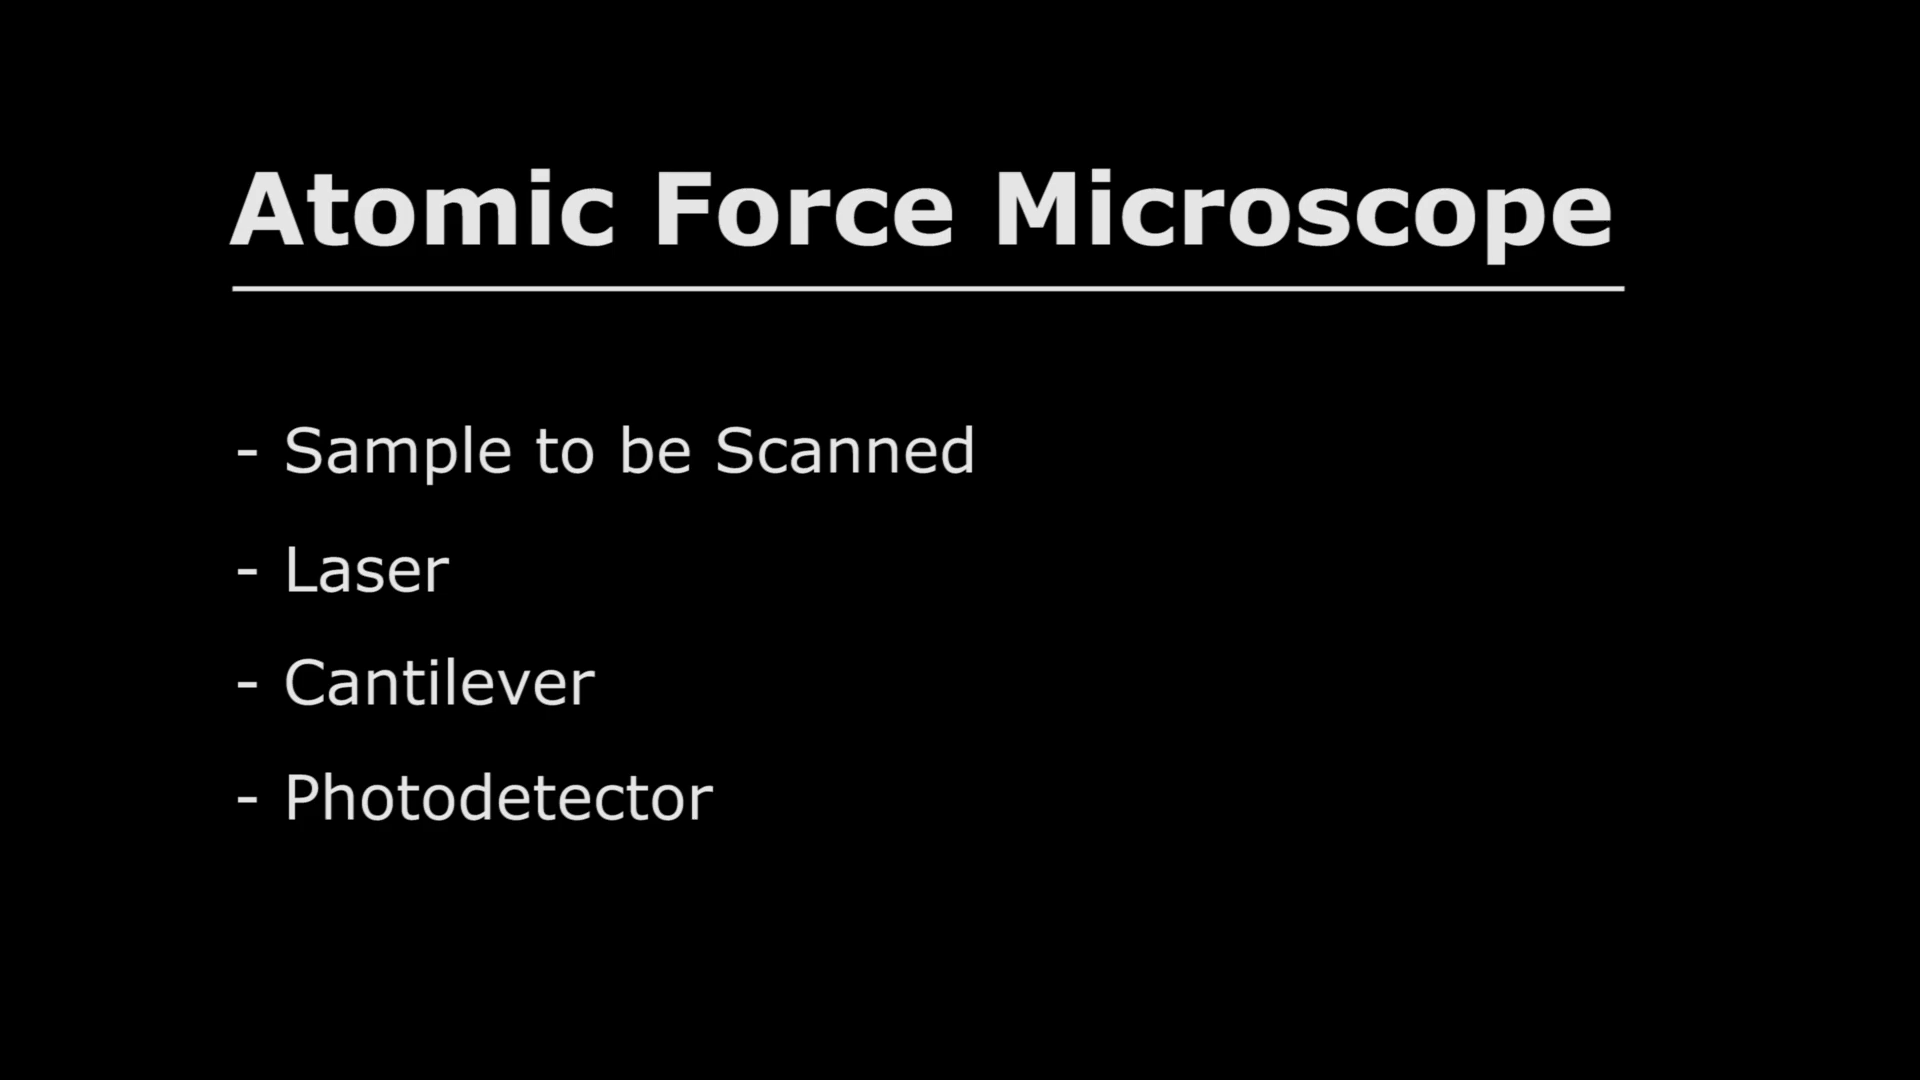 Atomic Force Microscope
- Sample to be Scanned
- Laser
- Cantilever
- Photodetector